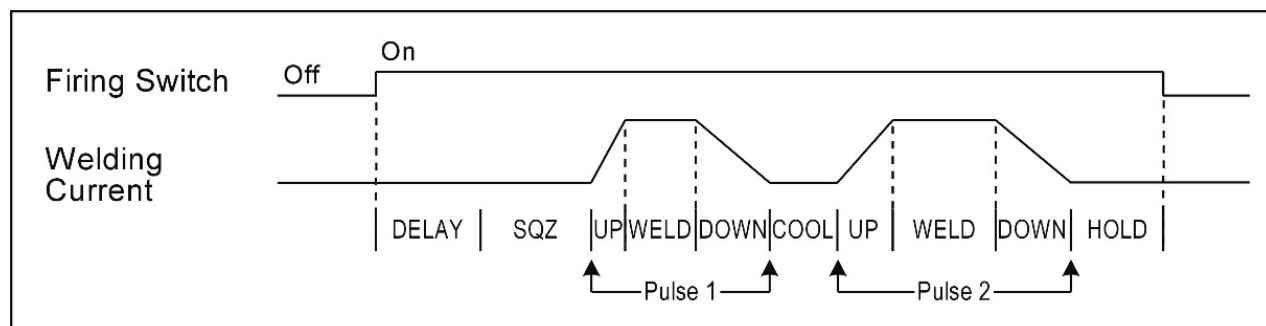 On
Firing Switch Off
Welding
Current
DELAY SQZ UP WELD DOWN COOL UP WELD DOWN HOLD
Pulse 1 Pulse 2